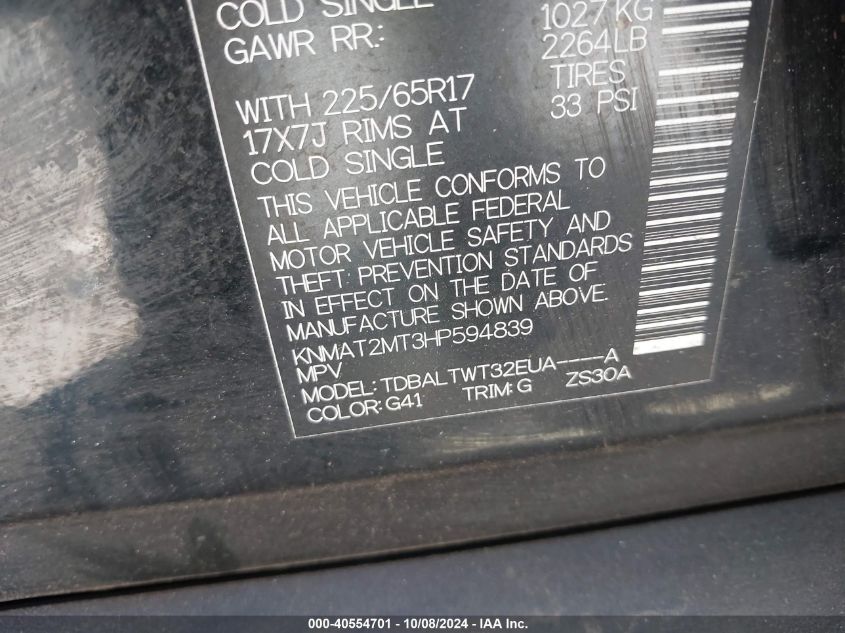 COLD SINGLE
GAWR RR: 1027 KG
2264LB
WITH 225/65R17 TIRES
17X7J RIMS AT 33 PSI
COLD SINGLE
THIS VEHICLE CONFORMS TO
ALL APPLICABLE FEDERAL
MOTOR VEHICLE SAFETY AND
THEFT PREVENTION STANDARDS
IN EFFECT ON THE DATE OF
MANUFACTURE SHOWN ABOVE.
KNMAT2MT3HP594839
MPV
MODEL: TDBALTWT32EUA----A
COLOR: G41 TRIM: G ZS30A
000-40554701 - 10/08/2024 - IAA Inc.